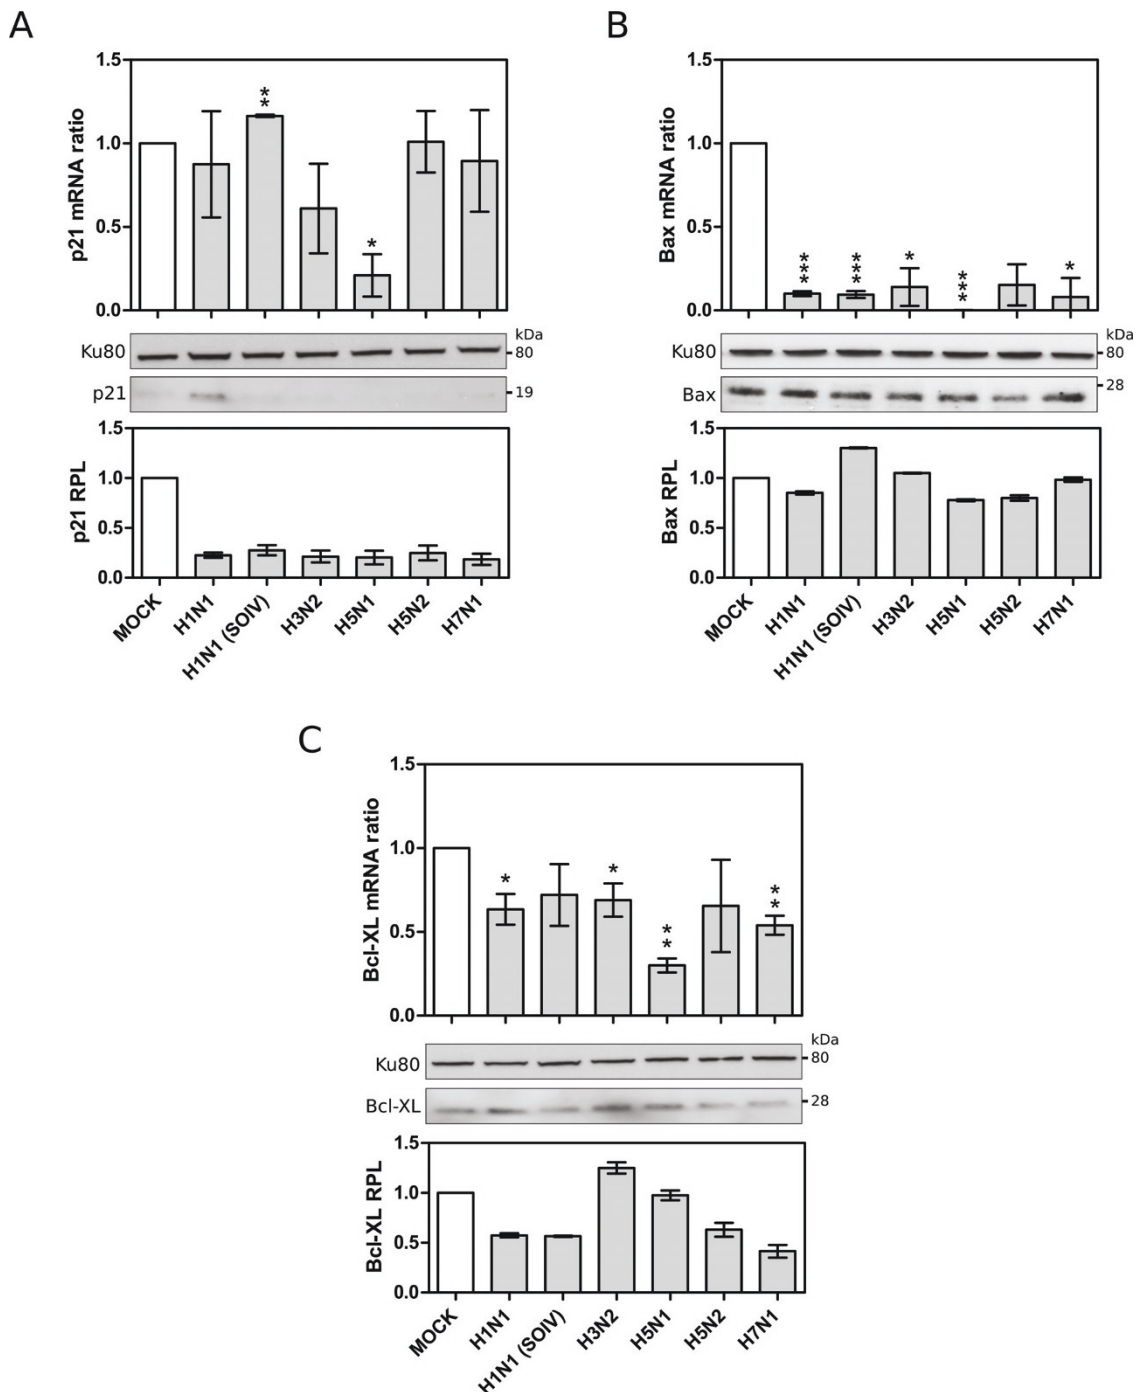 A
p21 mRNA ratio
1.5
1.0
0.5
0.0
**
*
kDa
Ku80
80
p21
19
p21 RPL
1.5
1.0
0.5
0.0
MOCK
H1N1
H1N1 (SOIV)
H3N2
H5N1
H5N2
H7N1
B
Bax mRNA ratio
1.5
1.0
0.5
0.0
***
***
*
***
*
kDa
Ku80
80
Bax
28
Bax RPL
1.5
1.0
0.5
0.0
MOCK
H1N1
H1N1 (SOIV)
H3N2
H5N1
H5N2
H7N1
C
Bcl-XL mRNA ratio
1.5
1.0
0.5
0.0
*
*
**
**
kDa
Ku80
80
Bcl-XL
28
Bcl-XL RPL
1.5
1.0
0.5
0.0
MOCK
H1N1
H1N1 (SOIV)
H3N2
H5N1
H5N2
H7N1